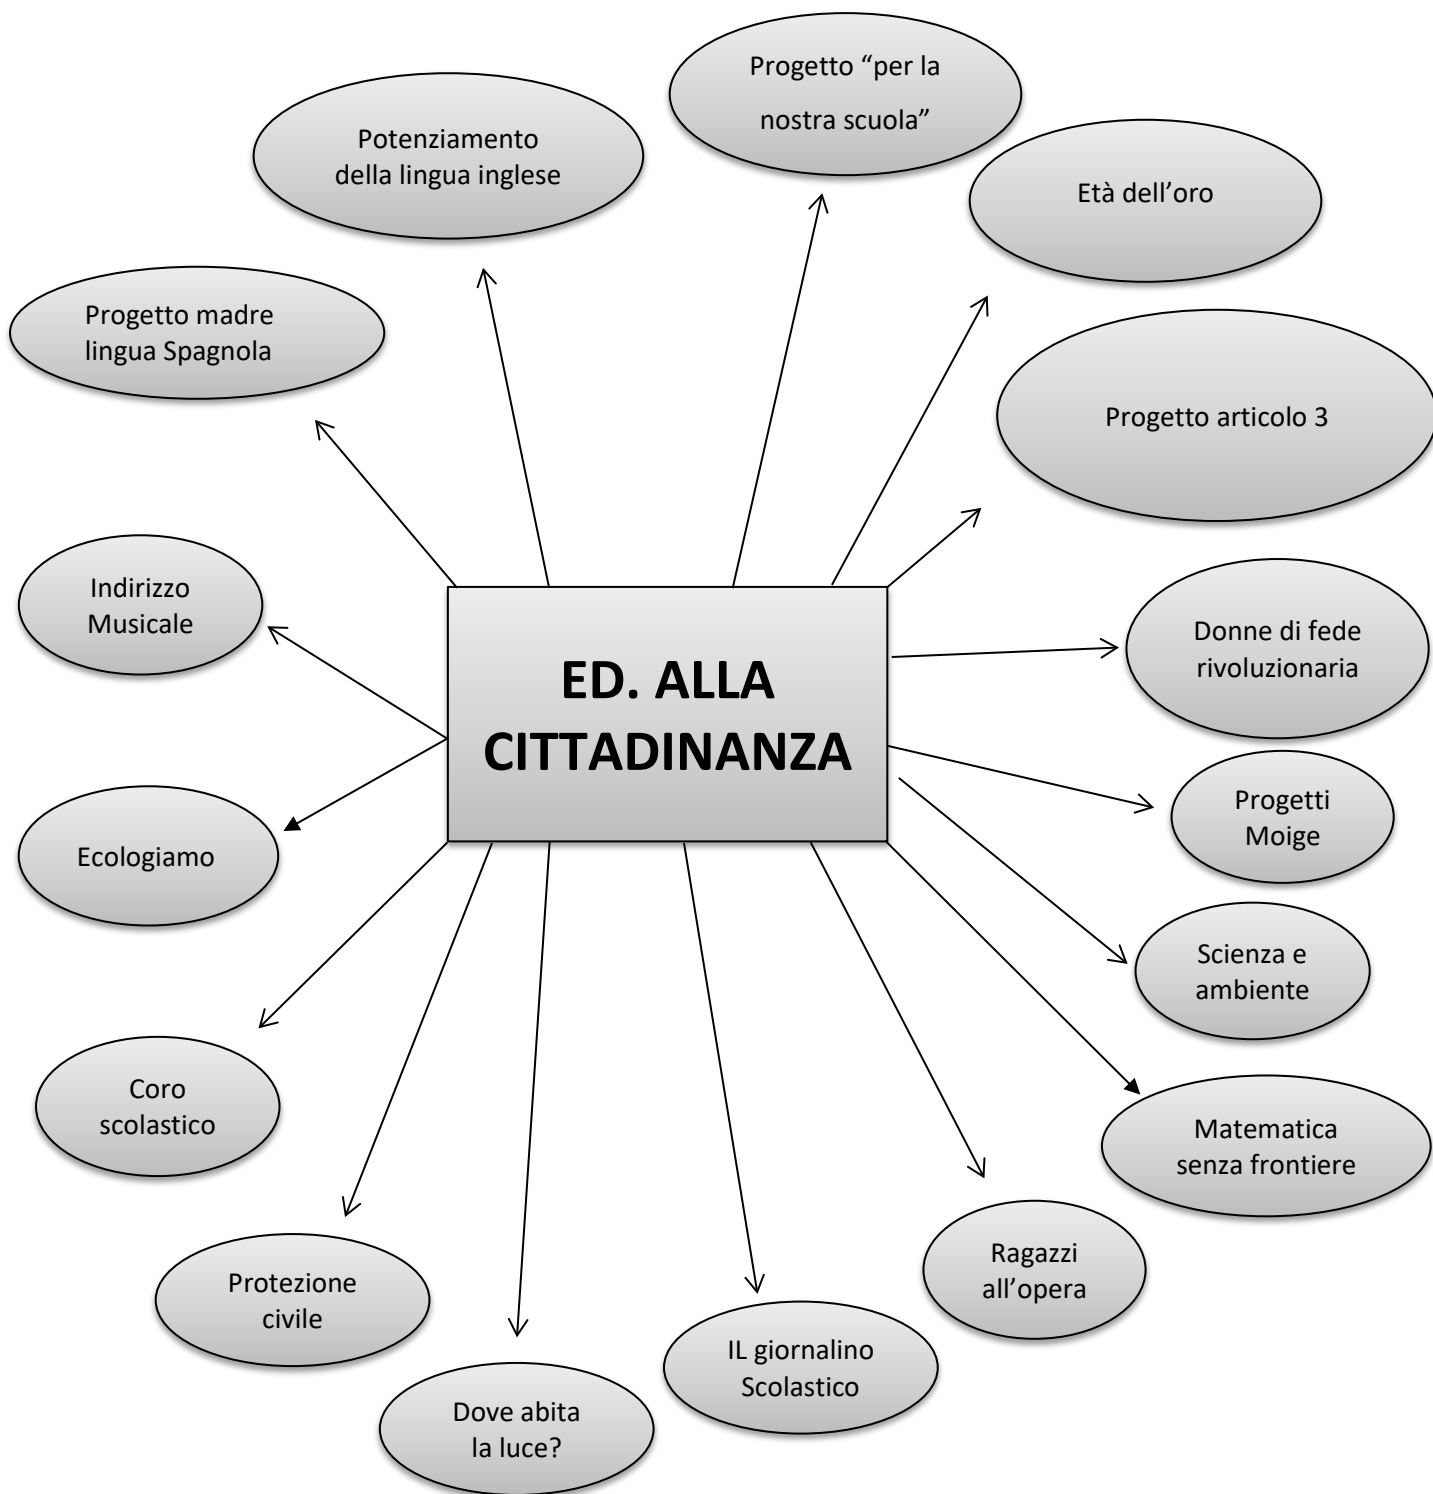 Progetto “per la
nostra scuola”
Potenziamento
della lingua inglese
Età dell’oro
Progetto madre
lingua Spagnola
Progetto articolo 3
Indirizzo
Musicale
ED. ALLA
CITTADINANZA
Donne di fede
rivoluzionaria
Progetti
Moige
Ecologiamo
Scienza e
ambiente
Coro
scolastico
Matematica
senza frontiere
Ragazzi
all’opera
Protezione
civile
IL giornalino
Scolastico
Dove abita
la luce?